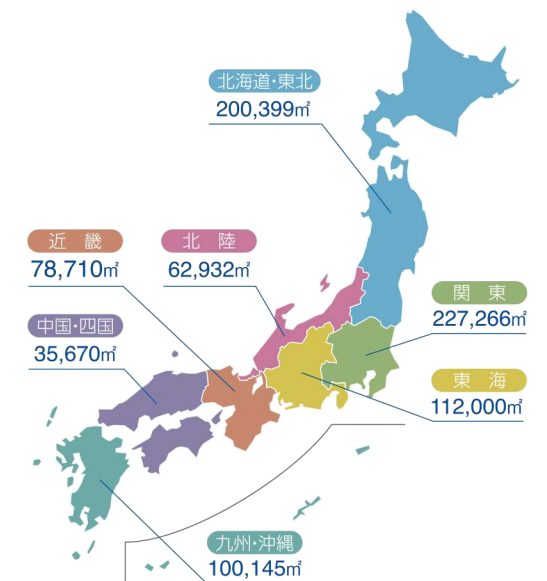 北海道・東北
200,399㎡
近 畿
78,710㎡
北 陸
62,932㎡
関 東
227,266㎡
中国・四国
35,670㎡
東 海
112,000㎡
九州・沖縄
100,145㎡